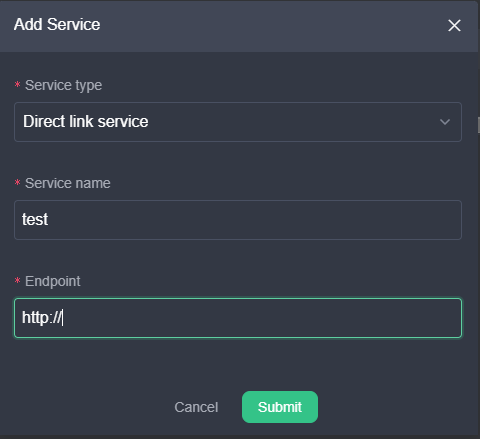 Add Service
* Service type
Direct link service
* Service name
test
* Endpoint
http://
Cancel Submit